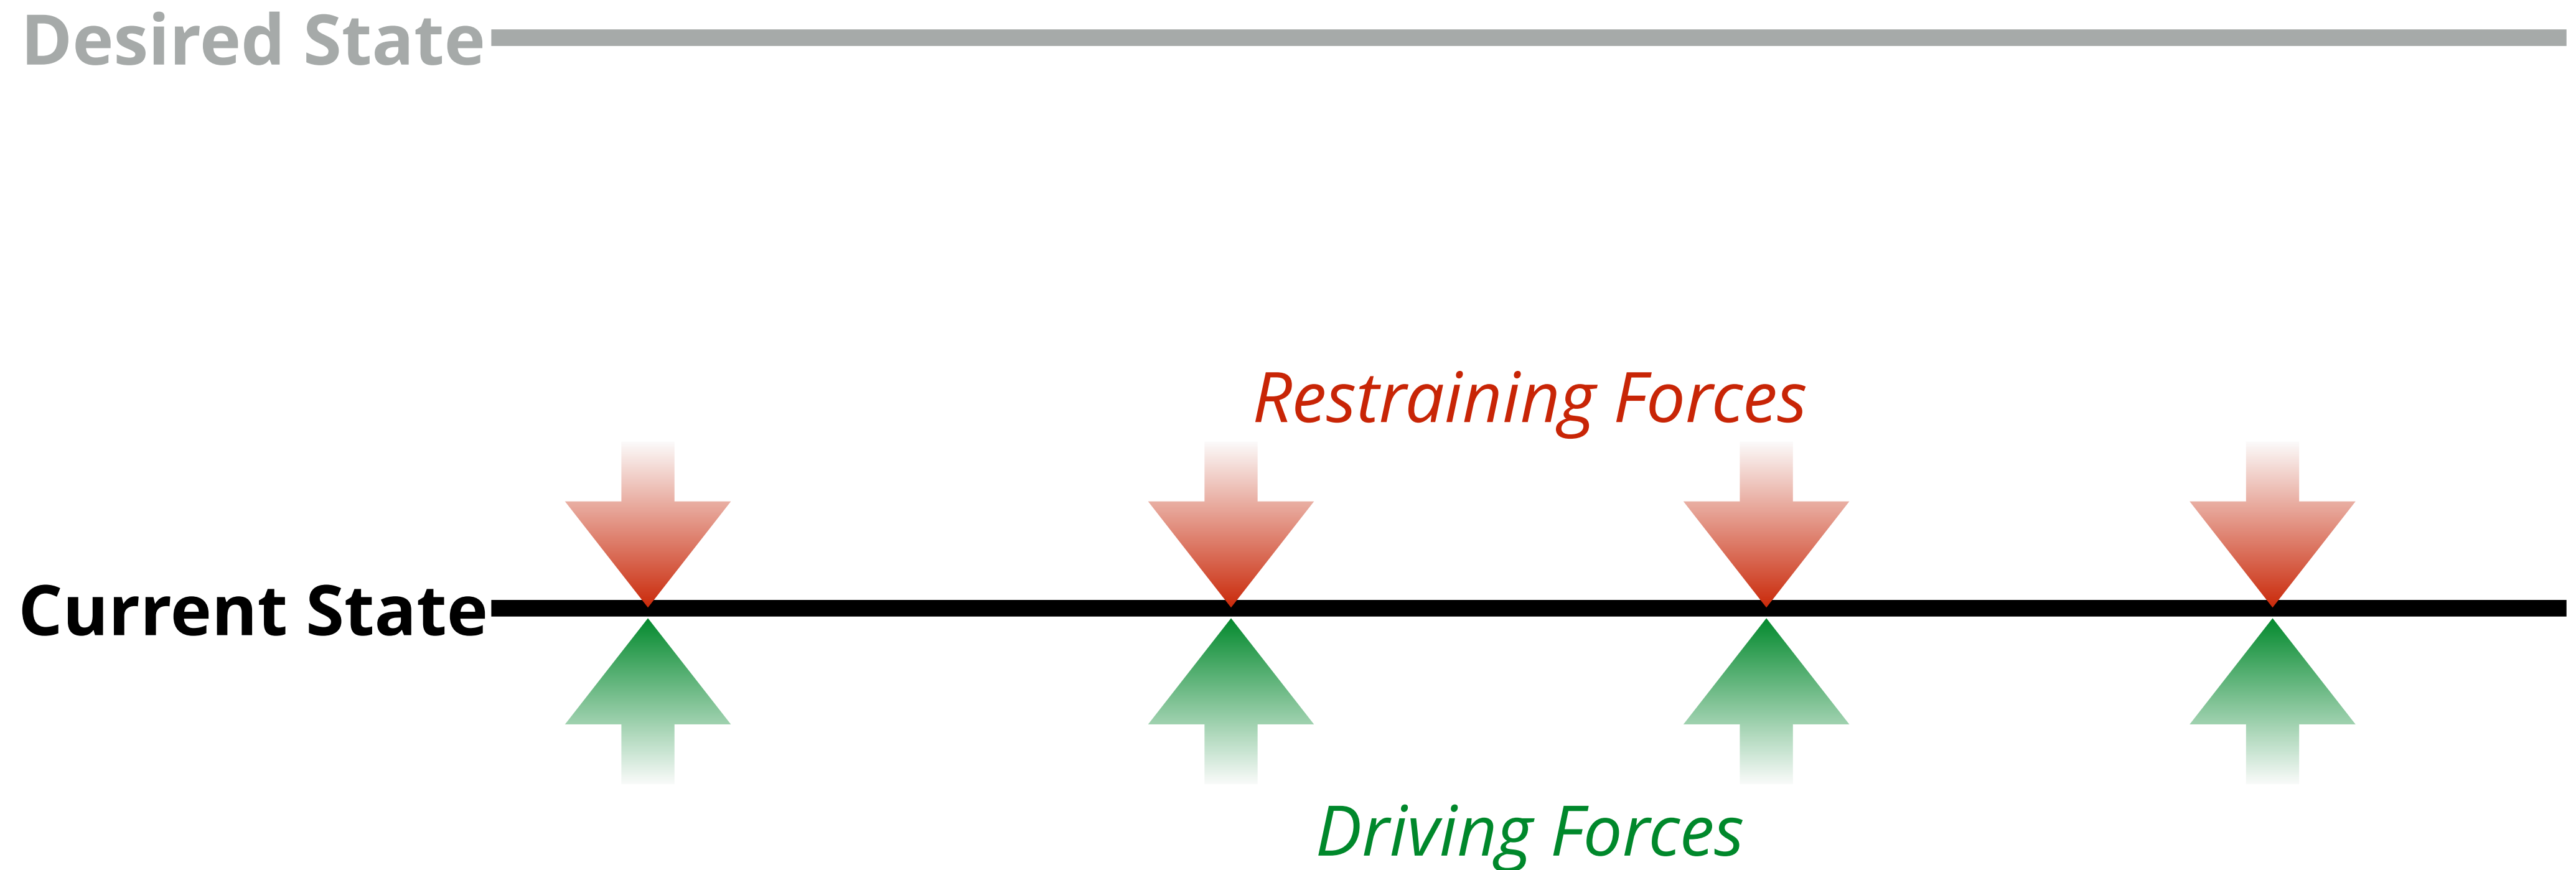 Desired State
Restraining Forces
Current State
Driving Forces